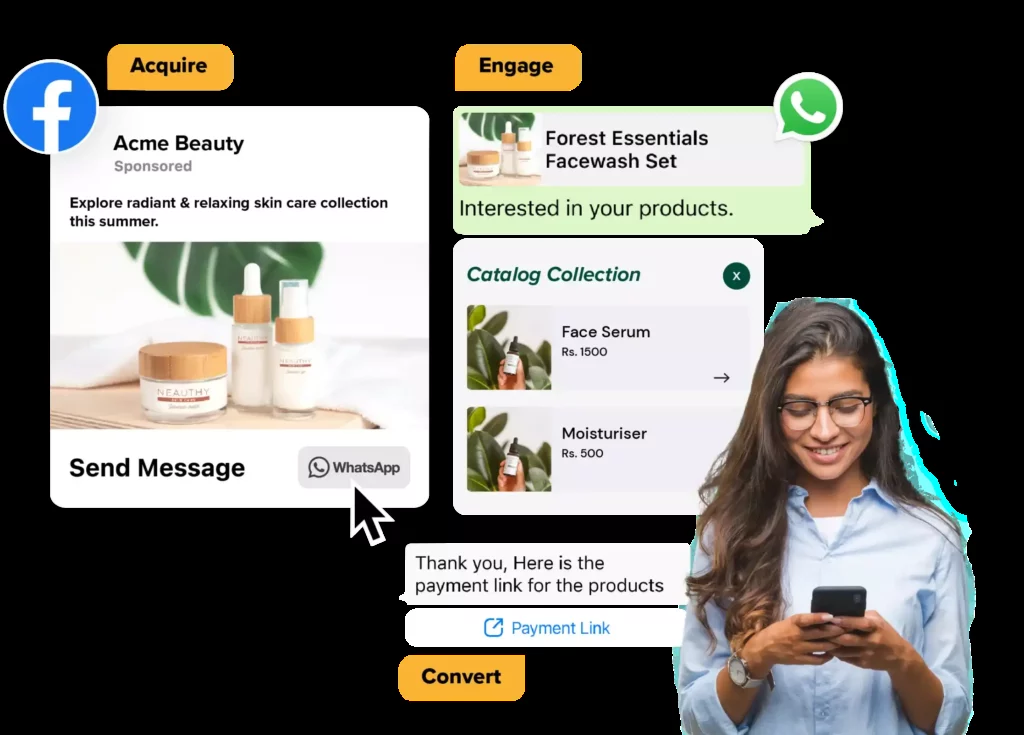 Acquire
Acme Beauty
Sponsored
Explore radiant & relaxing skin care collection
this summer.
NEAUTHY
Send Message
WhatsApp
Engage
Forest Essentials
Facewash Set
Interested in your products.
Catalog Collection
X
Face Serum
Rs. 1500
→
Moisturiser
Rs. 500
Thank you, Here is the
payment link for the products
Payment Link
Convert